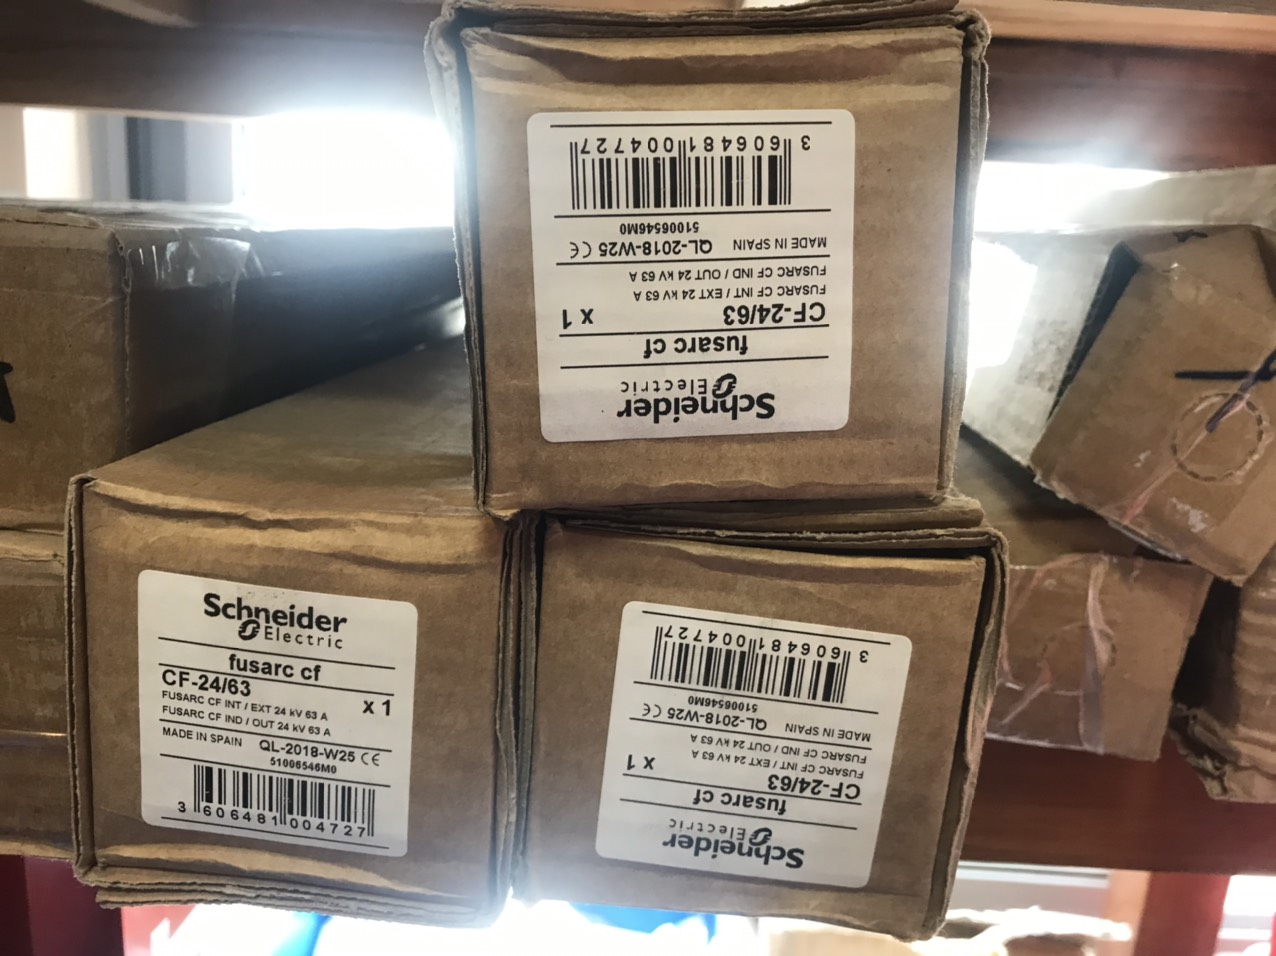 3 606481 004727
51006546M0
MADE IN SPAIN QL-2018-W25 CE
FUSARC CF IND / OUT 24 kV 63 A
FUSARC CF INT / EXT 24 kV 63 A
CF-24/63 x 1
fusarc cf
Schneider
Electric
Schneider
Electric
fusarc cf
CF-24/63
x 1
FUSARC CF INT / EXT 24 kV 63 A
FUSARC CF IND / OUT 24 kV 63 A
MADE IN SPAIN QL-2018-W25 CE
51006546M0
3 606481 004727
3 606481 004727
51006546M0
MADE IN SPAIN QL-2018-W25 CE
FUSARC CF IND / OUT 24 kV 63 A
FUSARC CF INT / EXT 24 kV 63 A
CF-24/63 x 1
fusarc cf
Schneider
Electric